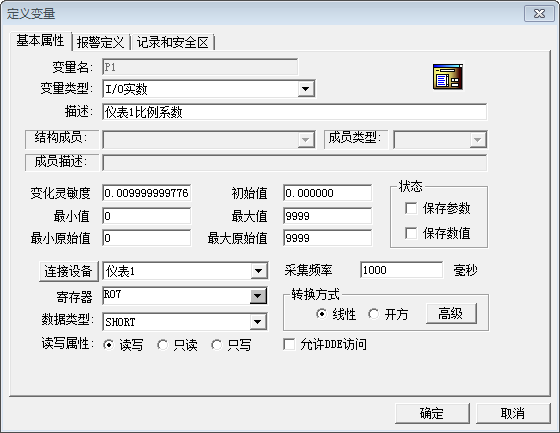 定义变量
基本属性 报警定义 记录和安全区
变量名: P1
变量类型: I/O实数
描述: 仪表1比例系数
结构成员: 成员类型:
成员描述:
变化灵敏度 0.009999999776 初始值 0.000000 状态
最小值 0 最大值 9999 保存参数
最小原始值 0 最大原始值 9999 保存数值
连接设备 仪表1 采集频率 1000 毫秒
寄存器 R07 转换方式
数据类型: SHORT 线性 开方 高级
读写属性: 读写 只读 只写 允许DDE访问
确定 取消